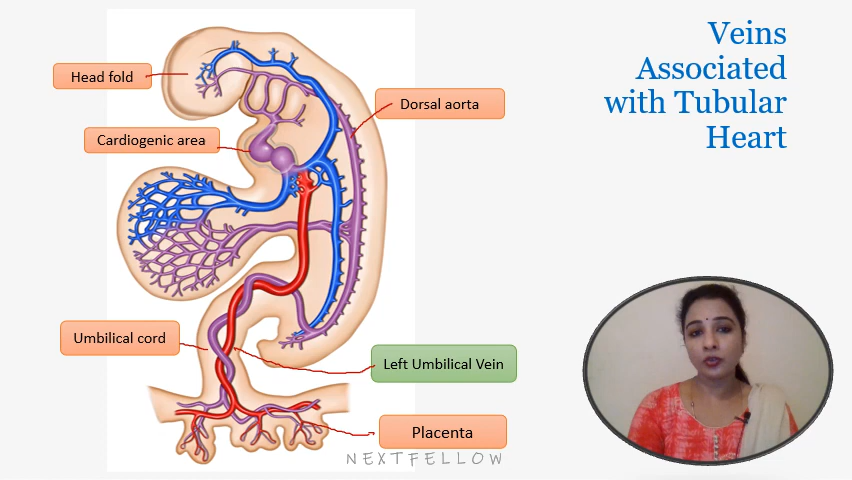 Veins
Associated
with Tubular
Heart
Head fold
Dorsal aorta
Cardiogenic area
Umbilical cord
Left Umbilical Vein
Placenta
NEXTFELLOW